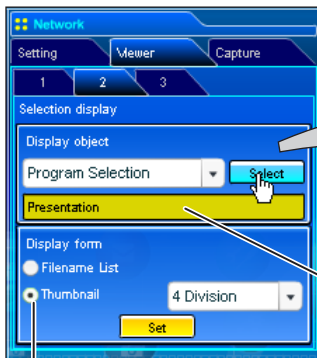 Network
Setting Viewer Capture
1 2 3
Selection display
Display object
Program Selection Select
Presentation
Display form
Filename List
Thumbnail 4 Division
Set